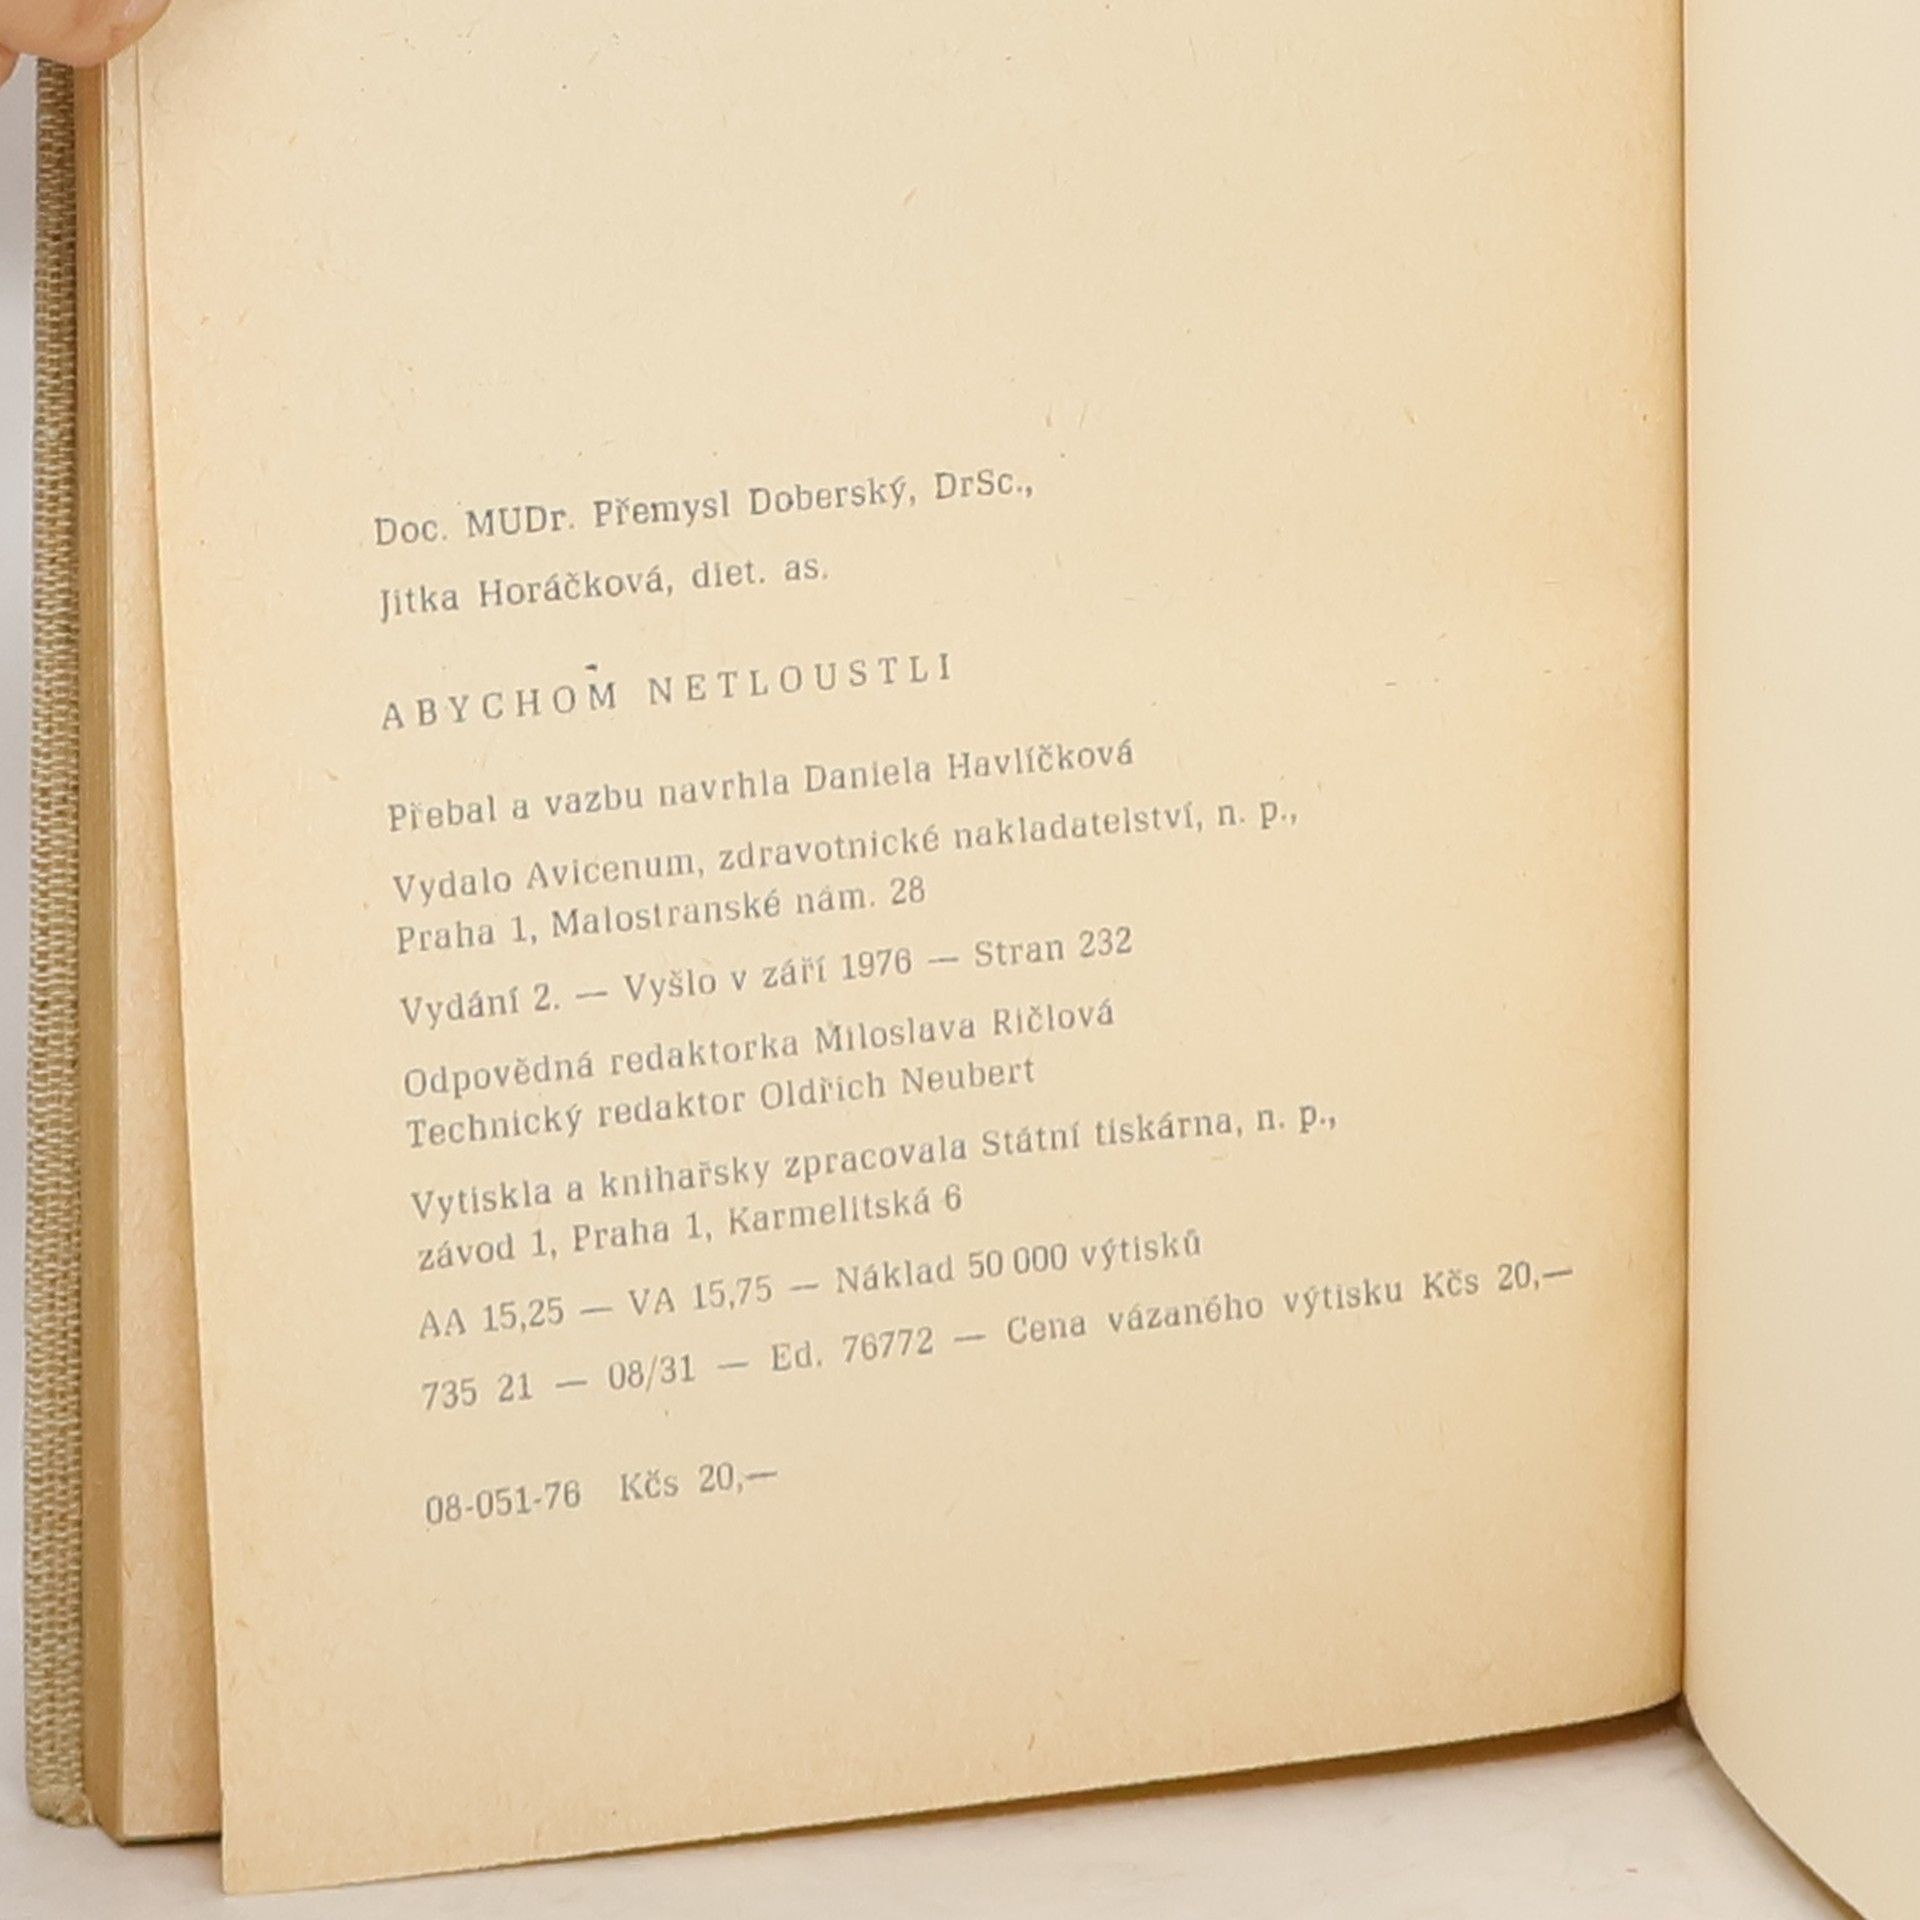 Doc. MUDr. Přemysl Doberský, DrSc.,
Jitka Horáčková, diet. as.
ABYCHOM NETLOUSTLI
Přebal a vazbu navrhla Daniela Havlíčková
Vydalo Avicenum, zdravotnické nakladatelství, n. p.,
Praha 1, Malostranské nám. 28
Vydání 2. — Vyšlo v září 1976 — Stran 232
Odpovědná redaktorka Miloslava Ričlová
Technický redaktor Oldřich Neubert
Vytiskla a knihařsky zpracovala Státní tiskárna, n. p.,
závod 1, Praha 1, Karmelitská 6
AA 15,25 — VA 15,75 — Náklad 50 000 výtisků
735 21 — 08/31 — Ed. 76772 — Cena vázaného výtisku Kčs 20,—
08-051-76 Kčs 20,—